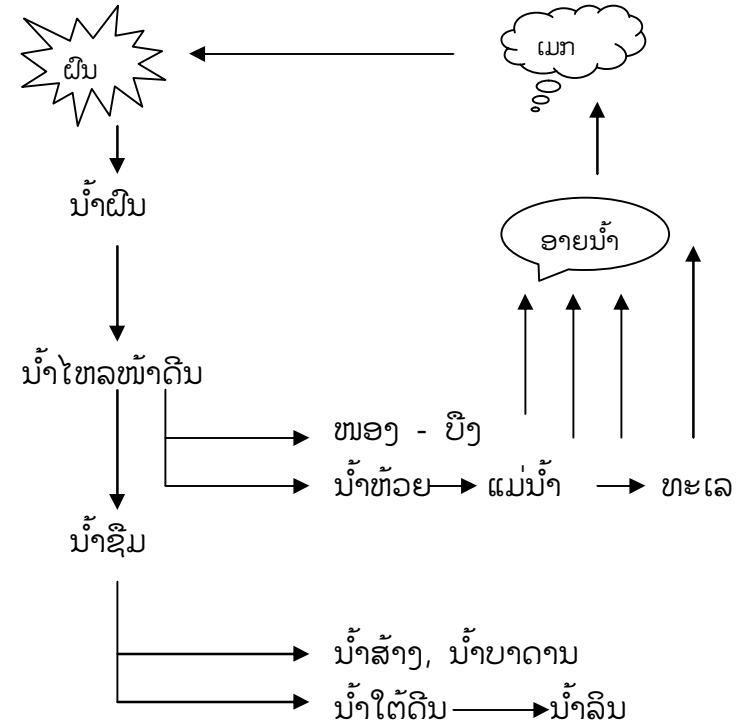 ຝົນ
ເມກ
ນ້ຳຝົນ
ອາຍນ້ຳ
ນ້ຳໄຫລໜ້າດີນ
ໜອງ - ບຶງ
ນ້ຳຫ້ວຍ ແມ່ນ້ຳ ທະເລ
ນ້ຳຊຶມ
ນ້ຳສ້າງ, ນ້ຳບາດານ
ນ້ຳໃຕ້ດີນ ນ້ຳລິນ